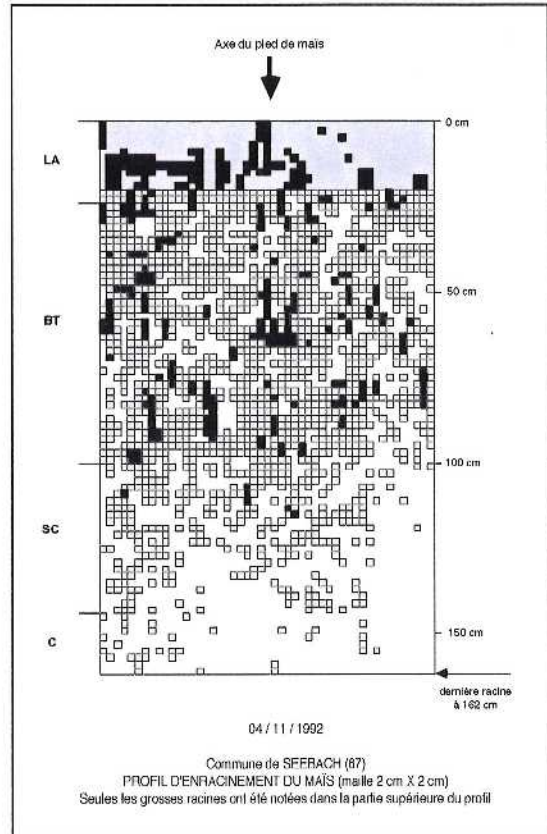 Axe du pied de maïs
0 cm
LA
50 cm
BT
100 cm
SC
C
150 cm
dernière racine
à 162 cm
04 / 11 / 1992
Commune de SEEBACH (67)
PROFIL D'ENRACINEMENT DU MAÏS (maille 2 cm X 2 cm)
Seules les grosses racines ont été notées dans la partie supérieure du profil